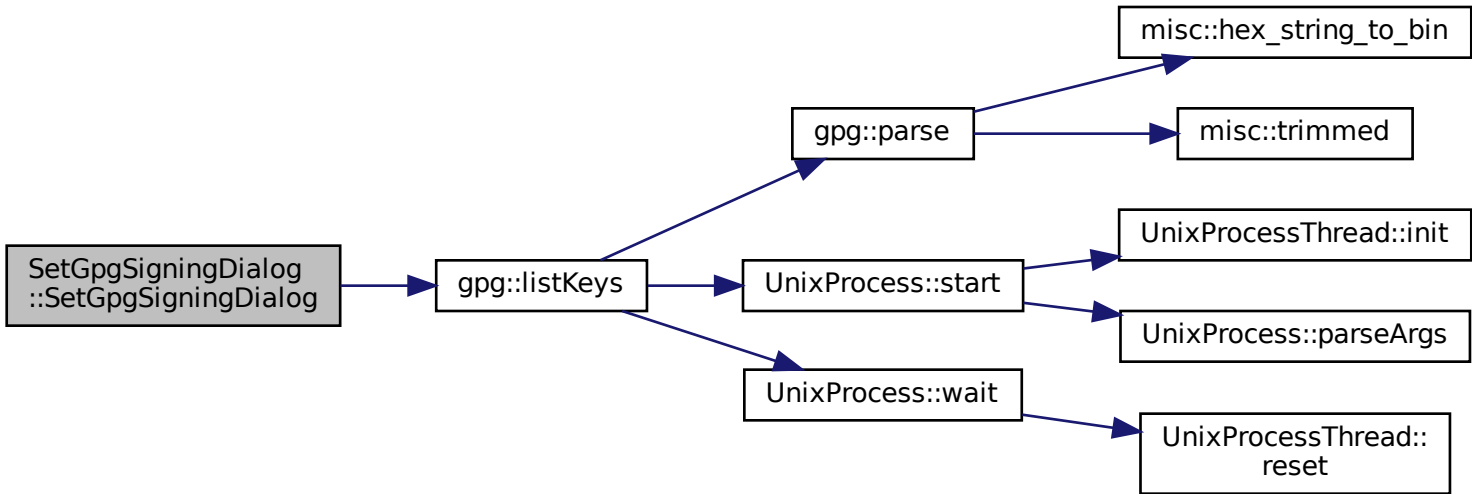 misc::hex_string_to_bin
gpg::parse
misc::trimmed
UnixProcessThread::init
SetGpgSigningDialog
::SetGpgSigningDialog
gpg::listKeys
UnixProcess::start
UnixProcess::parseArgs
UnixProcess::wait
UnixProcessThread::
reset